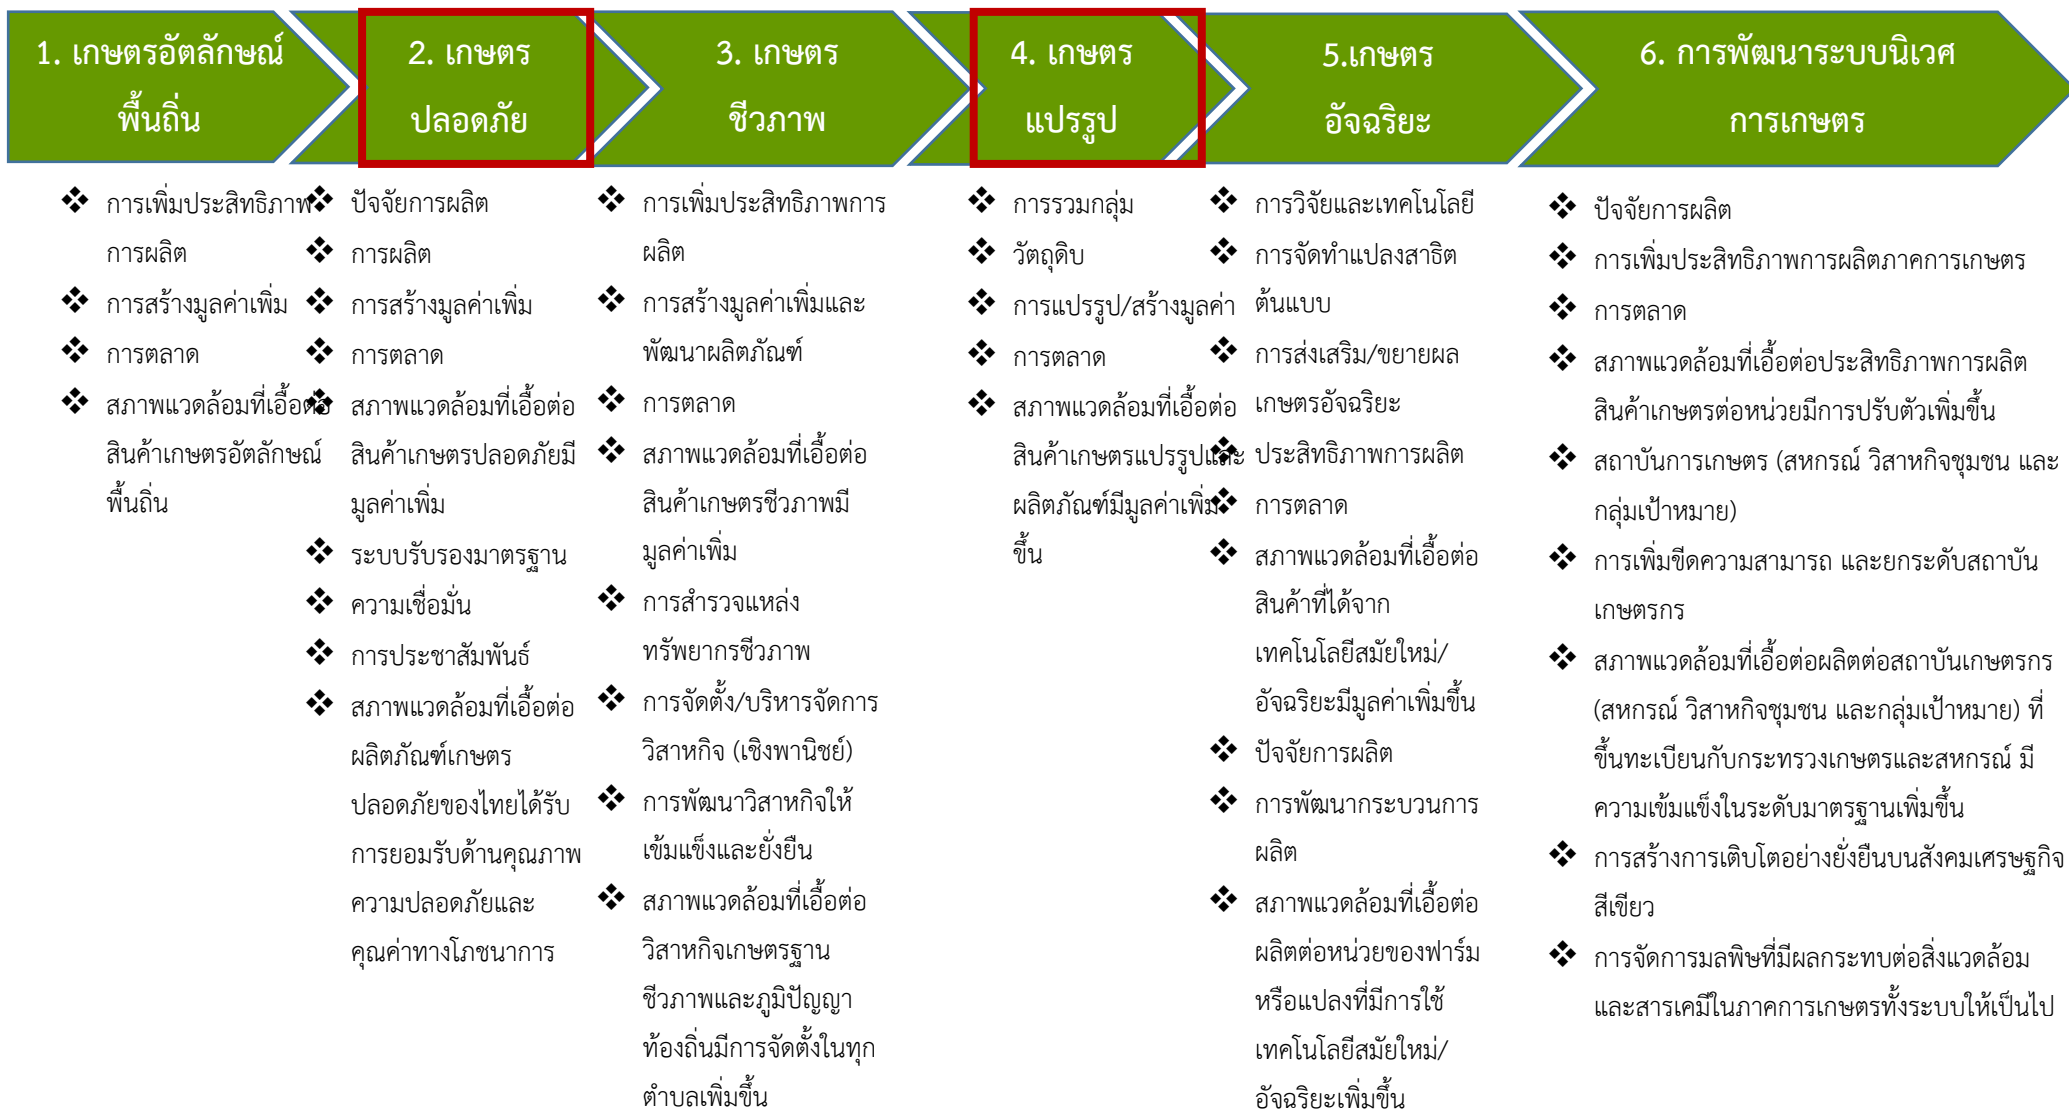 1. เกษตรอัตลักษณ์
พื้นถิ่น
2. เกษตร
ปลอดภัย
3. เกษตร
ชีวภาพ
4. เกษตร
แปรรูป
5.เกษตร
อัจฉริยะ
6. การพัฒนาระบบนิเวศ
การเกษตร
❖ การเพิ่มประสิทธิภาพ
การผลิต
❖ การสร้างมูลค่าเพิ่ม
❖ การตลาด
❖ สภาพแวดล้อมที่เอื้อต่อ
สินค้าเกษตรอัตลักษณ์
พื้นถิ่น
❖ ปัจจัยการผลิต
❖ การผลิต
❖ การสร้างมูลค่าเพิ่ม
❖ การตลาด
❖ สภาพแวดล้อมที่เอื้อต่อ
สินค้าเกษตรปลอดภัยมี
มูลค่าเพิ่ม
❖ ระบบรับรองมาตรฐาน
❖ ความเชื่อมั่น
❖ การประชาสัมพันธ์
❖ สภาพแวดล้อมที่เอื้อต่อ
ผลิตภัณฑ์เกษตร
ปลอดภัยของไทยได้รับ
การยอมรับด้านคุณภาพ
ความปลอดภัยและ
คุณค่าทางโภชนาการ
❖ การเพิ่มประสิทธิภาพการ
ผลิต
❖ การสร้างมูลค่าเพิ่มและ
พัฒนาผลิตภัณฑ์
❖ การตลาด
❖ สภาพแวดล้อมที่เอื้อต่อ
สินค้าเกษตรชีวภาพมี
มูลค่าเพิ่ม
❖ การสำรวจแหล่ง
ทรัพยากรชีวภาพ
❖ การจัดตั้ง/บริหารจัดการ
วิสาหกิจ (เชิงพานิชย์)
❖ การพัฒนาวิสาหกิจให้
เข้มแข็งและยั่งยืน
❖ สภาพแวดล้อมที่เอื้อต่อ
วิสาหกิจเกษตรฐาน
ชีวภาพและภูมิปัญญา
ท้องถิ่นมีการจัดตั้งในทุก
ตำบลเพิ่มขึ้น
❖ การรวมกลุ่ม
❖ วัตถุดิบ
❖ การแปรรูป/สร้างมูลค่า
❖ การตลาด
❖ สภาพแวดล้อมที่เอื้อต่อ
สินค้าเกษตรแปรรูปและ
ผลิตภัณฑ์มีมูลค่าเพิ่ม
ขึ้น
❖ การวิจัยและเทคโนโลยี
❖ การจัดทำแปลงสาธิต
ต้นแบบ
❖ การส่งเสริม/ขยายผล
เกษตรอัจฉริยะ
❖ ประสิทธิภาพการผลิต
❖ การตลาด
❖ สภาพแวดล้อมที่เอื้อต่อ
สินค้าที่ได้จาก
เทคโนโลยีสมัยใหม่/
อัจฉริยะมีมูลค่าเพิ่มขึ้น
❖ ปัจจัยการผลิต
❖ การพัฒนากระบวนการ
ผลิต
❖ สภาพแวดล้อมที่เอื้อต่อ
ผลิตต่อหน่วยของฟาร์ม
หรือแปลงที่มีการใช้
เทคโนโลยีสมัยใหม่/
อัจฉริยะเพิ่มขึ้น
❖ ปัจจัยการผลิต
❖ การเพิ่มประสิทธิภาพการผลิตภาคการเกษตร
❖ การตลาด
❖ สภาพแวดล้อมที่เอื้อต่อประสิทธิภาพการผลิต
สินค้าเกษตรต่อหน่วยมีการปรับตัวเพิ่มขึ้น
❖ สถาบันการเกษตร (สหกรณ์ วิสาหกิจชุมชน และ
กลุ่มเป้าหมาย)
❖ การเพิ่มขีดความสามารถ และยกระดับสถาบัน
เกษตรกร
❖ สภาพแวดล้อมที่เอื้อต่อผลิตต่อสถาบันเกษตรกร
(สหกรณ์ วิสาหกิจชุมชน และกลุ่มเป้าหมาย) ที่
ขึ้นทะเบียนกับกระทรวงเกษตรและสหกรณ์ มี
ความเข้มแข็งในระดับมาตรฐานเพิ่มขึ้น
❖ การสร้างการเติบโตอย่างยั่งยืนบนสังคมเศรษฐกิจ
สีเขียว
❖ การจัดการมลพิษที่มีผลกระทบต่อสิ่งแวดล้อม
และสารเคมีในภาคการเกษตรทั้งระบบให้เป็นไป